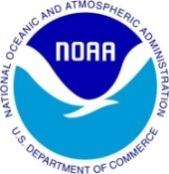 NATIONAL OCEANIC AND ATMOSPHERIC ADMINISTRATION
NOAA
U.S. DEPARTMENT OF COMMERCE